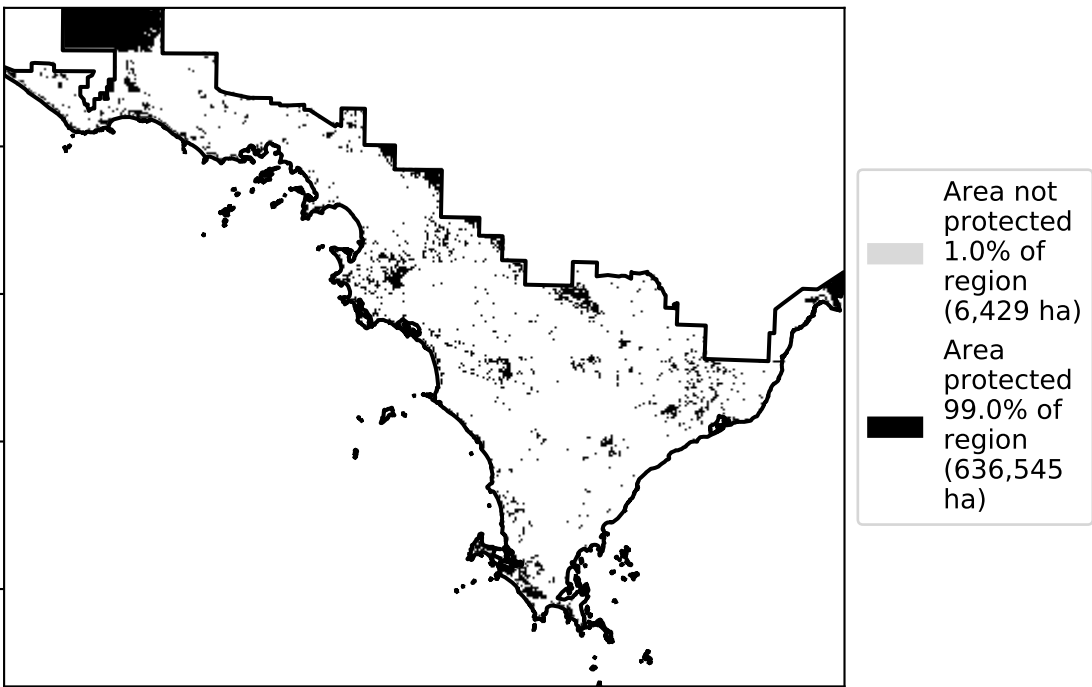 Area not
protected
1.0% of
region
(6,429 ha)
Area
protected
99.0% of
region
(636,545
ha)